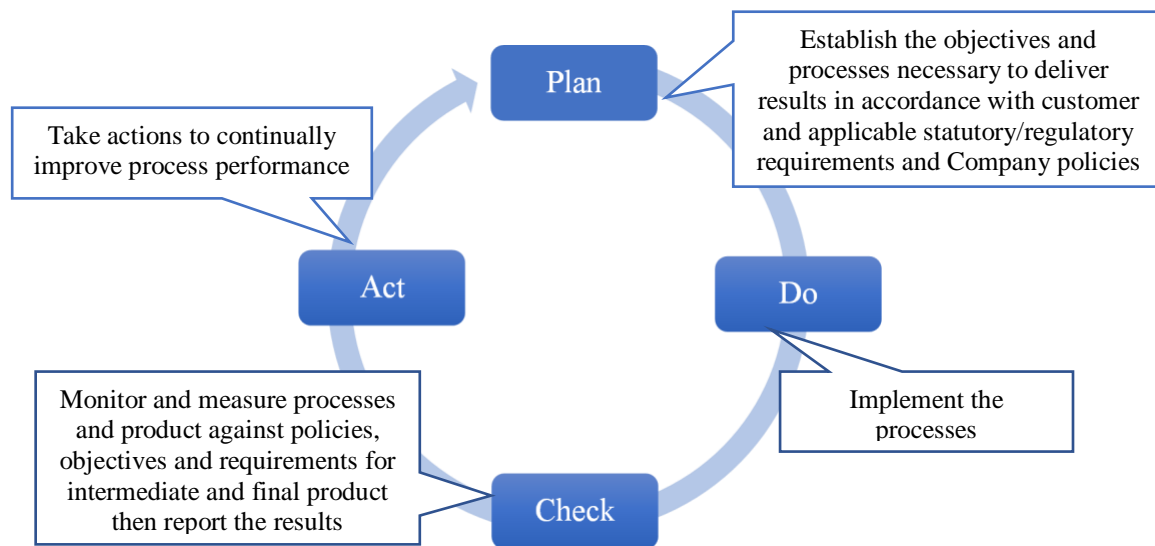 Plan
Establish the objectives and
processes necessary to deliver
results in accordance with customer
and applicable statutory/regulatory
requirements and Company policies
Take actions to continually
improve process performance
Act
Do
Monitor and measure processes
and product against policies,
objectives and requirements for
intermediate and final product
then report the results
Implement the
processes
Check